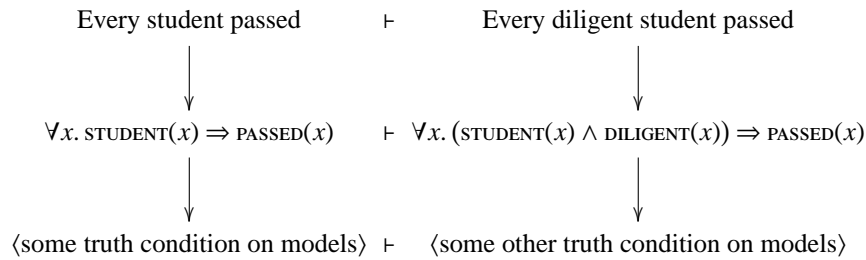 Every student passed ⊢ Every diligent student passed
∀x. STUDENT(x) ⇒ PASSED(x) ⊢ ∀x. (STUDENT(x) ∧ DILIGENT(x)) ⇒ PASSED(x)
⟨some truth condition on models⟩ ⊢ ⟨some other truth condition on models⟩